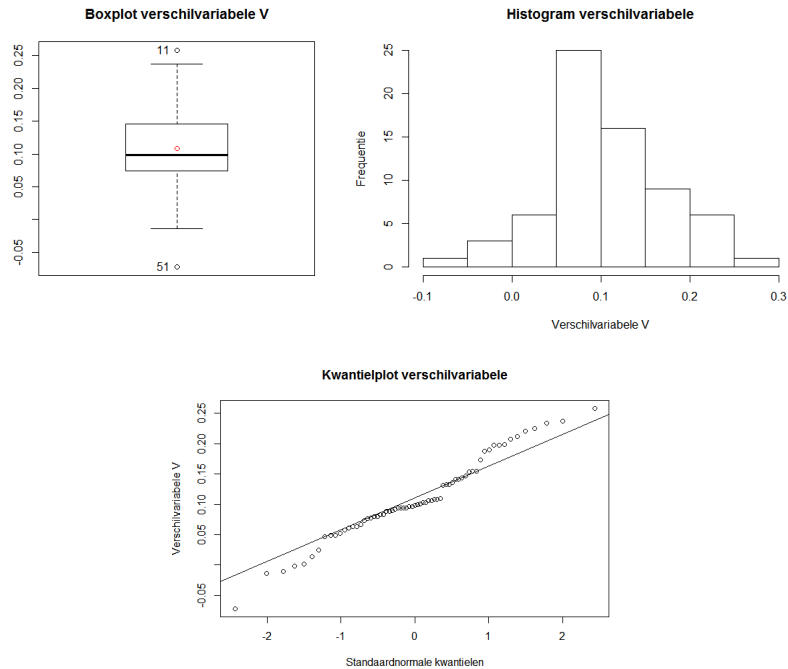 Boxplot verschilvariabele V
11
0.25
0.20
0.15
0.10
0.05
-0.05
51
Histogram verschilvariabele
Frequentie
25
20
15
10
5
0
-0.1 0.0 0.1 0.2 0.3
Verschilvariabele V
Kwantielplot verschilvariabele
Verschilvariabele V
0.25
0.20
0.15
0.10
0.05
-0.05
-2 -1 0 1 2
Standaardnormale kwantielen